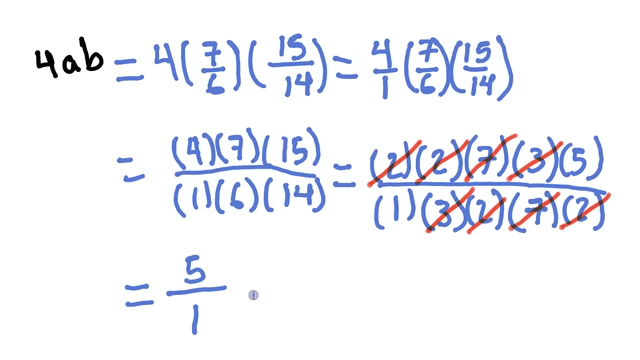 4ab = 4(7/6)(15/14) = 4/1(7/6)(15/14)
= (4)(7)(15)/(1)(6)(14) = (2)(2)(7)(3)(5)/(1)(3)(2)(7)(2)
= 5/1